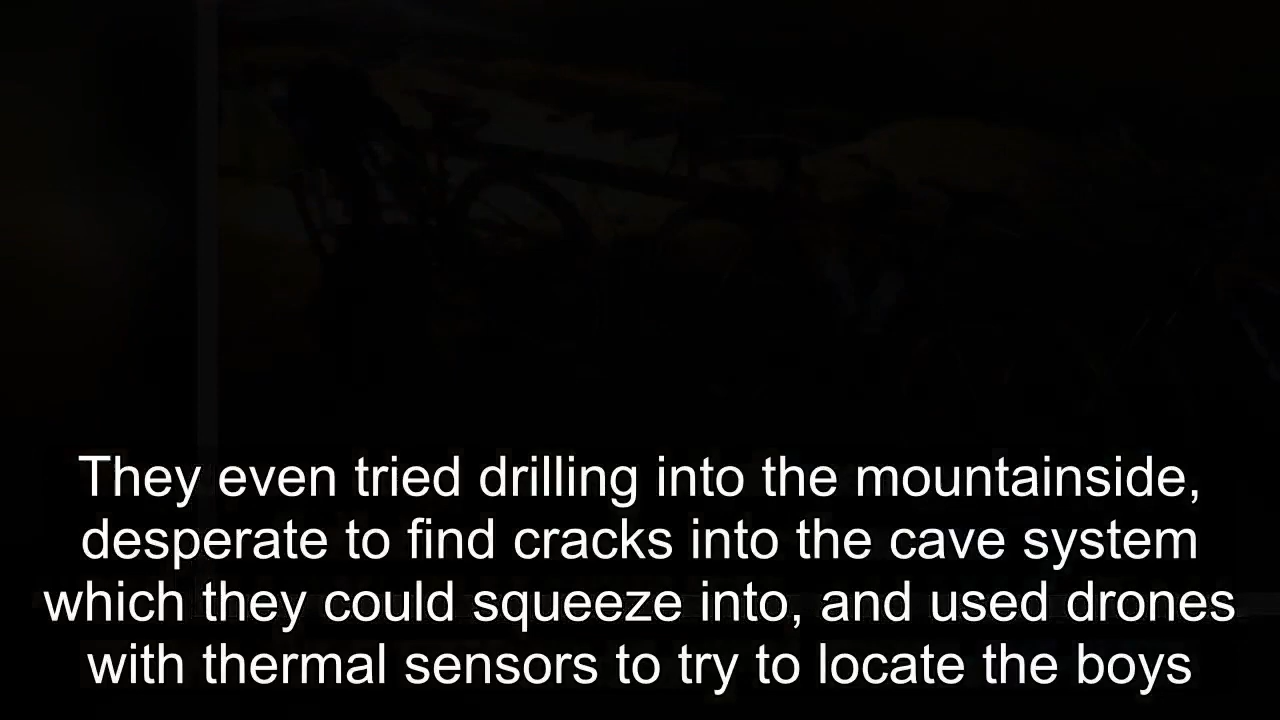 They even tried drilling into the mountainside,
desperate to find cracks into the cave system
which they could squeeze into, and used drones
with thermal sensors to try to locate the boys